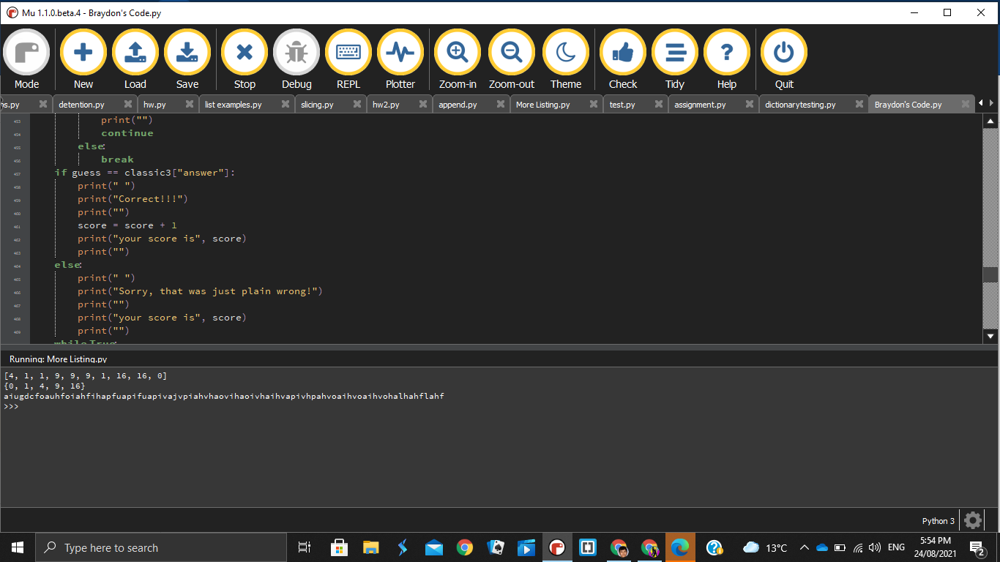 Mu 1.1.0.beta.4 - Braydon's Code.py
Mode New Load Save Stop Debug REPL Plotter Zoom-in Zoom-out Theme Check Tidy Help Quit
ns.py detention.py hw.py list examples.py slicing.py hw2.py append.py More Listing.py test.py assignment.py dictionarytesting.py Braydon's Code.py
453 print("")
454 continue
455 else:
456 break
457 if guess == classic3["answer"]:
458 print(" ")
459 print("Correct!!!")
460 print("")
461 score = score + 1
462 print("your score is", score)
463 print("")
464 else:
465 print(" ")
466 print("Sorry, that was just plain wrong!")
467 print("")
468 print("your score is", score)
469 print("")
while True:
Running: More Listing.py
[4, 1, 1, 9, 9, 9, 1, 16, 16, 0]
{0, 1, 4, 9, 16}
aiugdcfoauhfoiahfihapfuapifuapivajvpiahvhaovihaoivhaihvapivhpahvoaihvoaihvohalhahflahf
>>>
Python 3
Type here to search
13°C
ENG
5:54 PM
24/08/2021
2